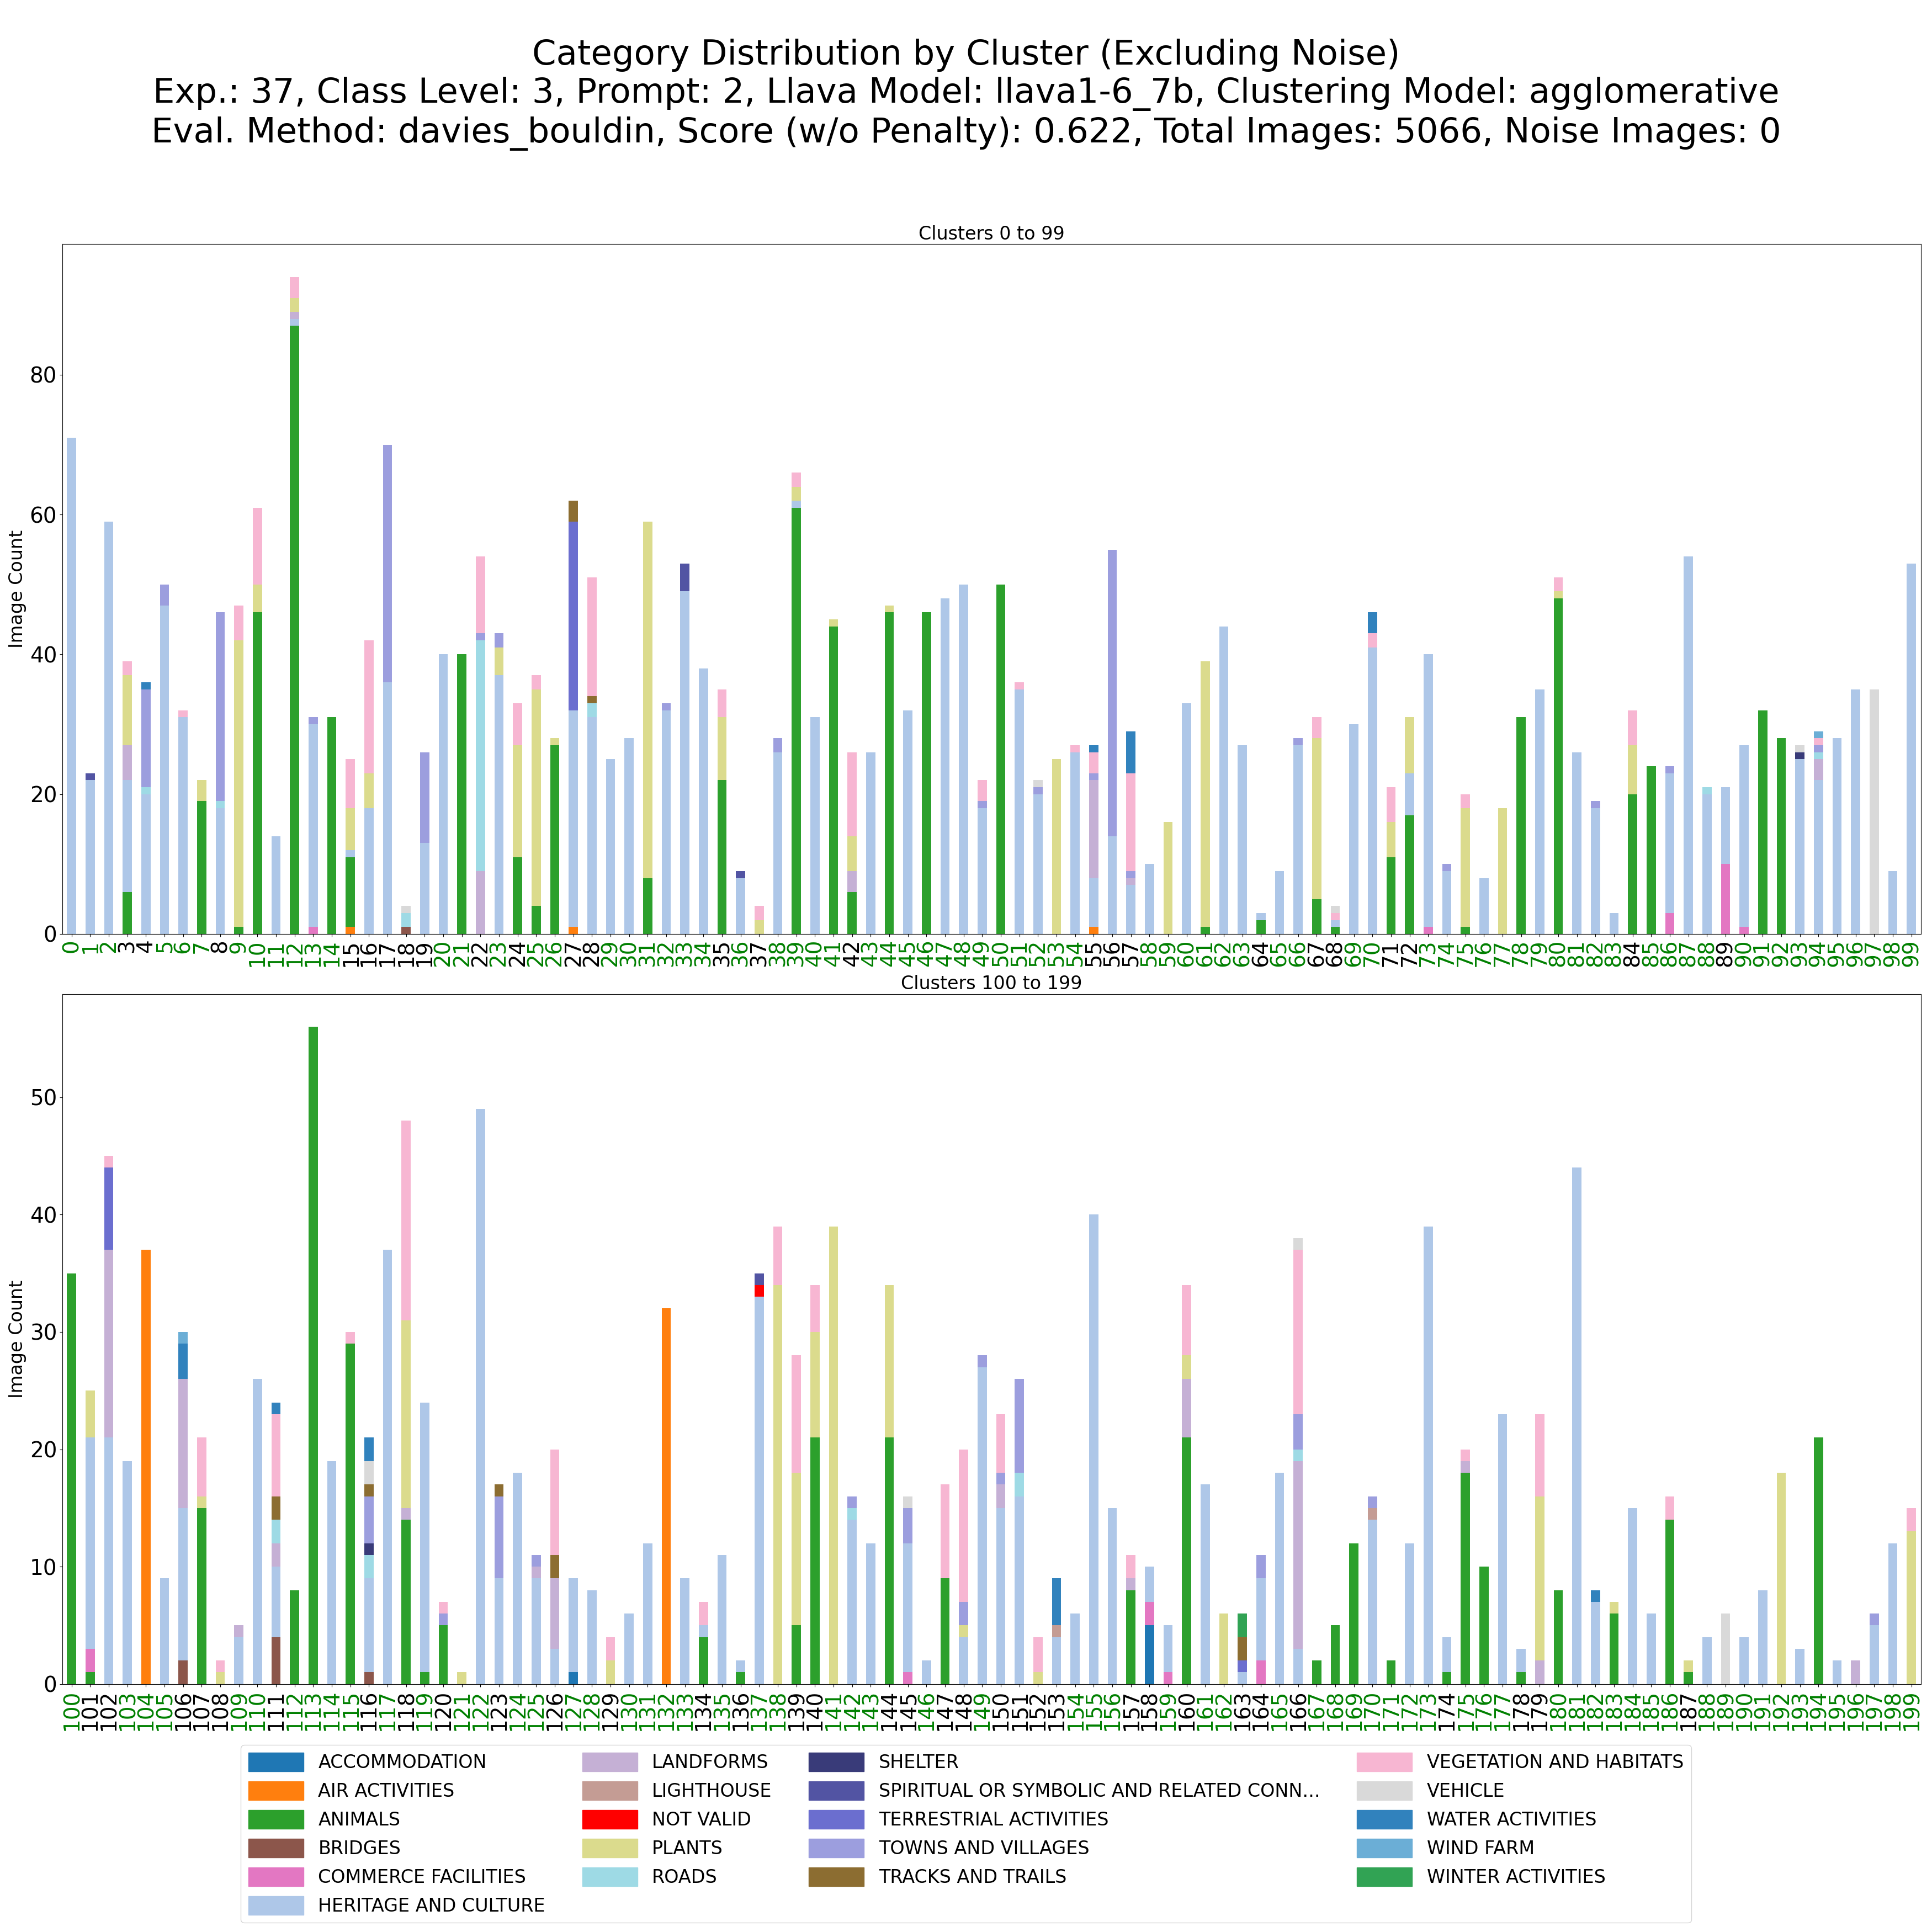 Category Distribution by Cluster (Excluding Noise)
Exp.: 37, Class Level: 3, Prompt: 2, Llava Model: llava1-6_7b, Clustering Model: agglomerative
Eval. Method: davies_bouldin, Score (w/o Penalty): 0.622, Total Images: 5066, Noise Images: 0
Clusters 0 to 99
Image Count
80
60
40
20
0
0 1 2 3 4 5 6 7 8 9 10 11 12 13 14 15 16 17 18 19 20 21 22 23 24 25 26 27 28 29 30 31 32 33 34 35 36 37 38 39 40 41 42 43 44 45 46 47 48 49 50 51 52 53 54 55 56 57 58 59 60 61 62 63 64 65 66 67 68 69 70 71 72 73 74 75 76 77 78 79 80 81 82 83 84 85 86 87 88 89 90 91 92 93 94 95 96 97 98 99
Clusters 100 to 199
Image Count
50
40
30
20
10
0
100 101 102 103 104 105 106 107 108 109 110 111 112 113 114 115 116 117 118 119 120 121 122 123 124 125 126 127 128 129 130 131 132 133 134 135 136 137 138 139 140 141 142 143 144 145 146 147 148 149 150 151 152 153 154 155 156 157 158 159 160 161 162 163 164 165 166 167 168 169 170 171 172 173 174 175 176 177 178 179 180 181 182 183 184 185 186 187 188 189 190 191 192 193 194 195 196 197 198 199
ACCOMMODATION
AIR ACTIVITIES
ANIMALS
BRIDGES
COMMERCE FACILITIES
HERITAGE AND CULTURE
LANDFORMS
LIGHTHOUSE
NOT VALID
PLANTS
ROADS
SHELTER
SPIRITUAL OR SYMBOLIC AND RELATED CONN...
TERRESTRIAL ACTIVITIES
TOWNS AND VILLAGES
TRACKS AND TRAILS
VEGETATION AND HABITATS
VEHICLE
WATER ACTIVITIES
WIND FARM
WINTER ACTIVITIES